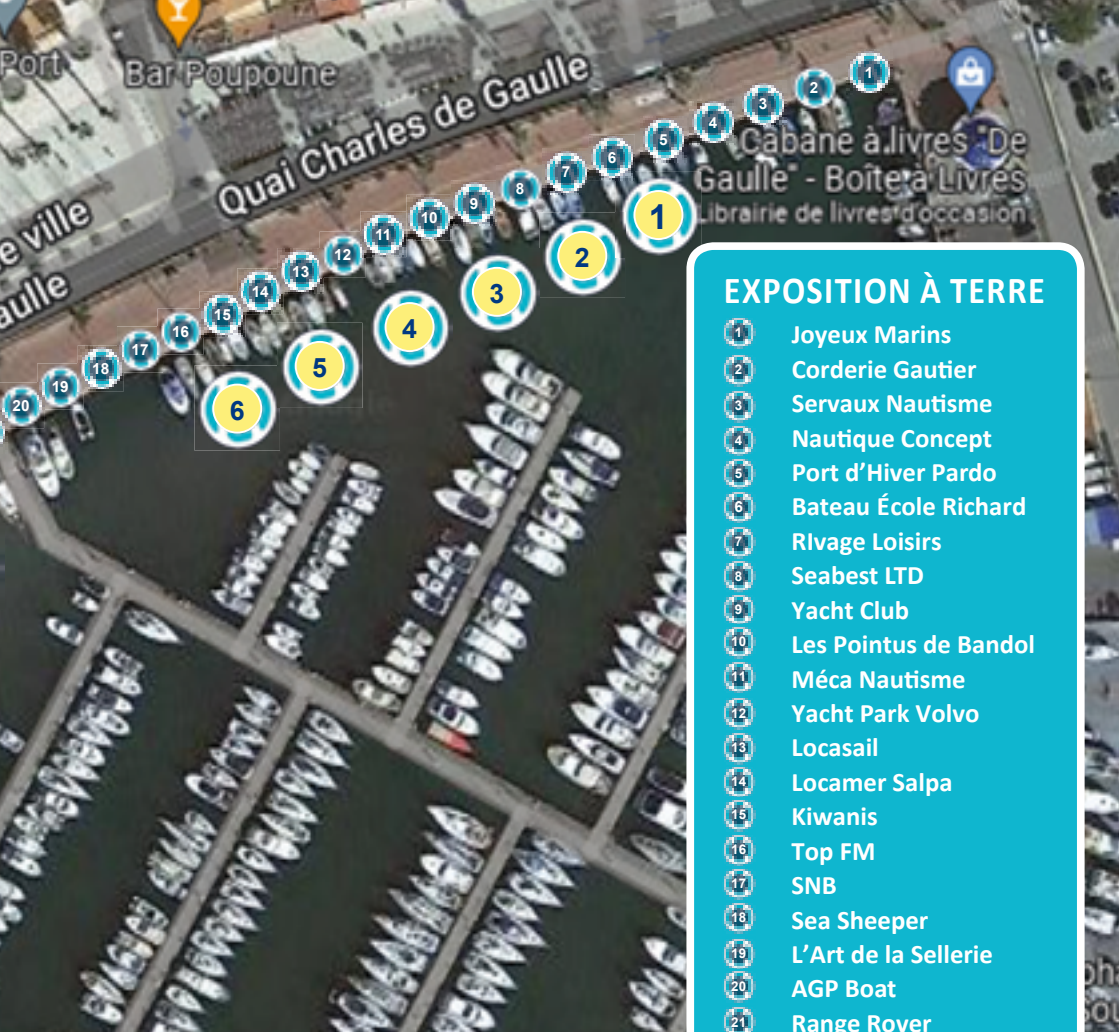 Port
Bar Poupoune
Quai Charles de Gaulle
e ville
aulle
Cabane à livres "De
Gaulle" - Boîte à Livres
Librairie de livres d'occasion
1
2
3
4
5
6
7
8
9
10
11
12
13
14
15
16
17
18
19
20
1
2
3
4
5
6
EXPOSITION À TERRE
1 Joyeux Marins
2 Corderie Gautier
3 Servaux Nautisme
4 Nautique Concept
5 Port d'Hiver Pardo
6 Bateau École Richard
7 RIvage Loisirs
8 Seabest LTD
9 Yacht Club
10 Les Pointus de Bandol
11 Méca Nautisme
12 Yacht Park Volvo
13 Locasail
14 Locamer Salpa
15 Kiwanis
16 Top FM
17 SNB
18 Sea Sheeper
19 L'Art de la Sellerie
20 AGP Boat
21 Range Rover